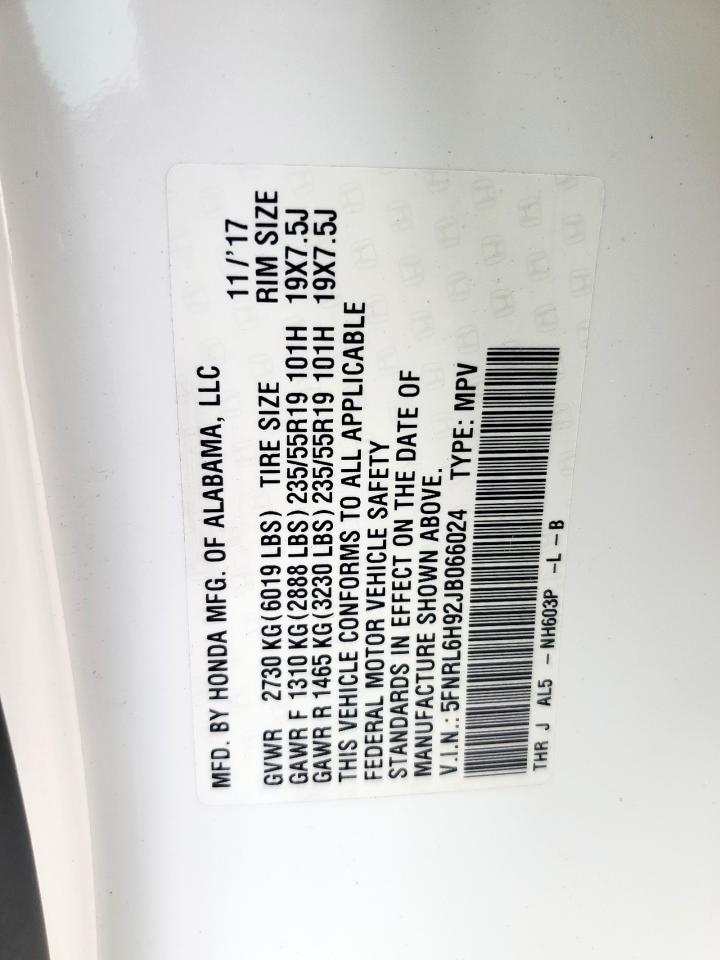 MFD. BY HONDA MFG. OF ALABAMA, LLC 11/'17
GVWR 2730 KG(6019 LBS) TIRE SIZE RIM SIZE
GAWR F 1310 KG(2888 LBS) 235/55R19 101H 19X7.5J
GAWR R 1465 KG(3230 LBS) 235/55R19 101H 19X7.5J
THIS VEHICLE CONFORMS TO ALL APPLICABLE
FEDERAL MOTOR VEHICLE SAFETY
STANDARDS IN EFFECT ON THE DATE OF
MANUFACTURE SHOWN ABOVE.
V.I.N.: 5FNRL6H92JB066024 TYPE: MPV
THR J AL5 - NH603P -L-B